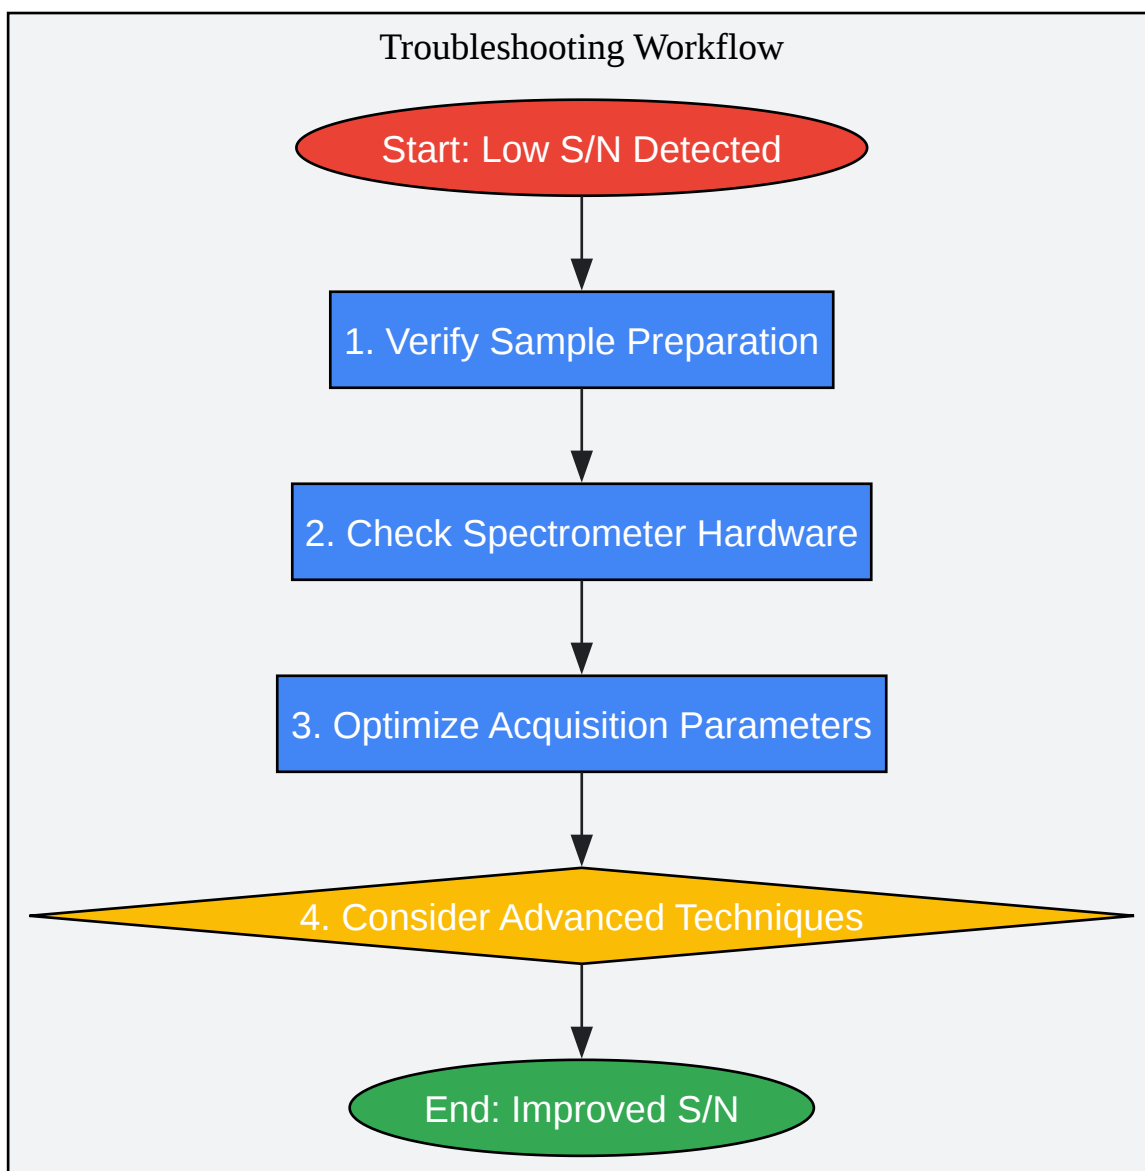 Troubleshooting Workflow
Start: Low S/N Detected
1. Verify Sample Preparation
2. Check Spectrometer Hardware
3. Optimize Acquisition Parameters
4. Consider Advanced Techniques
End: Improved S/N